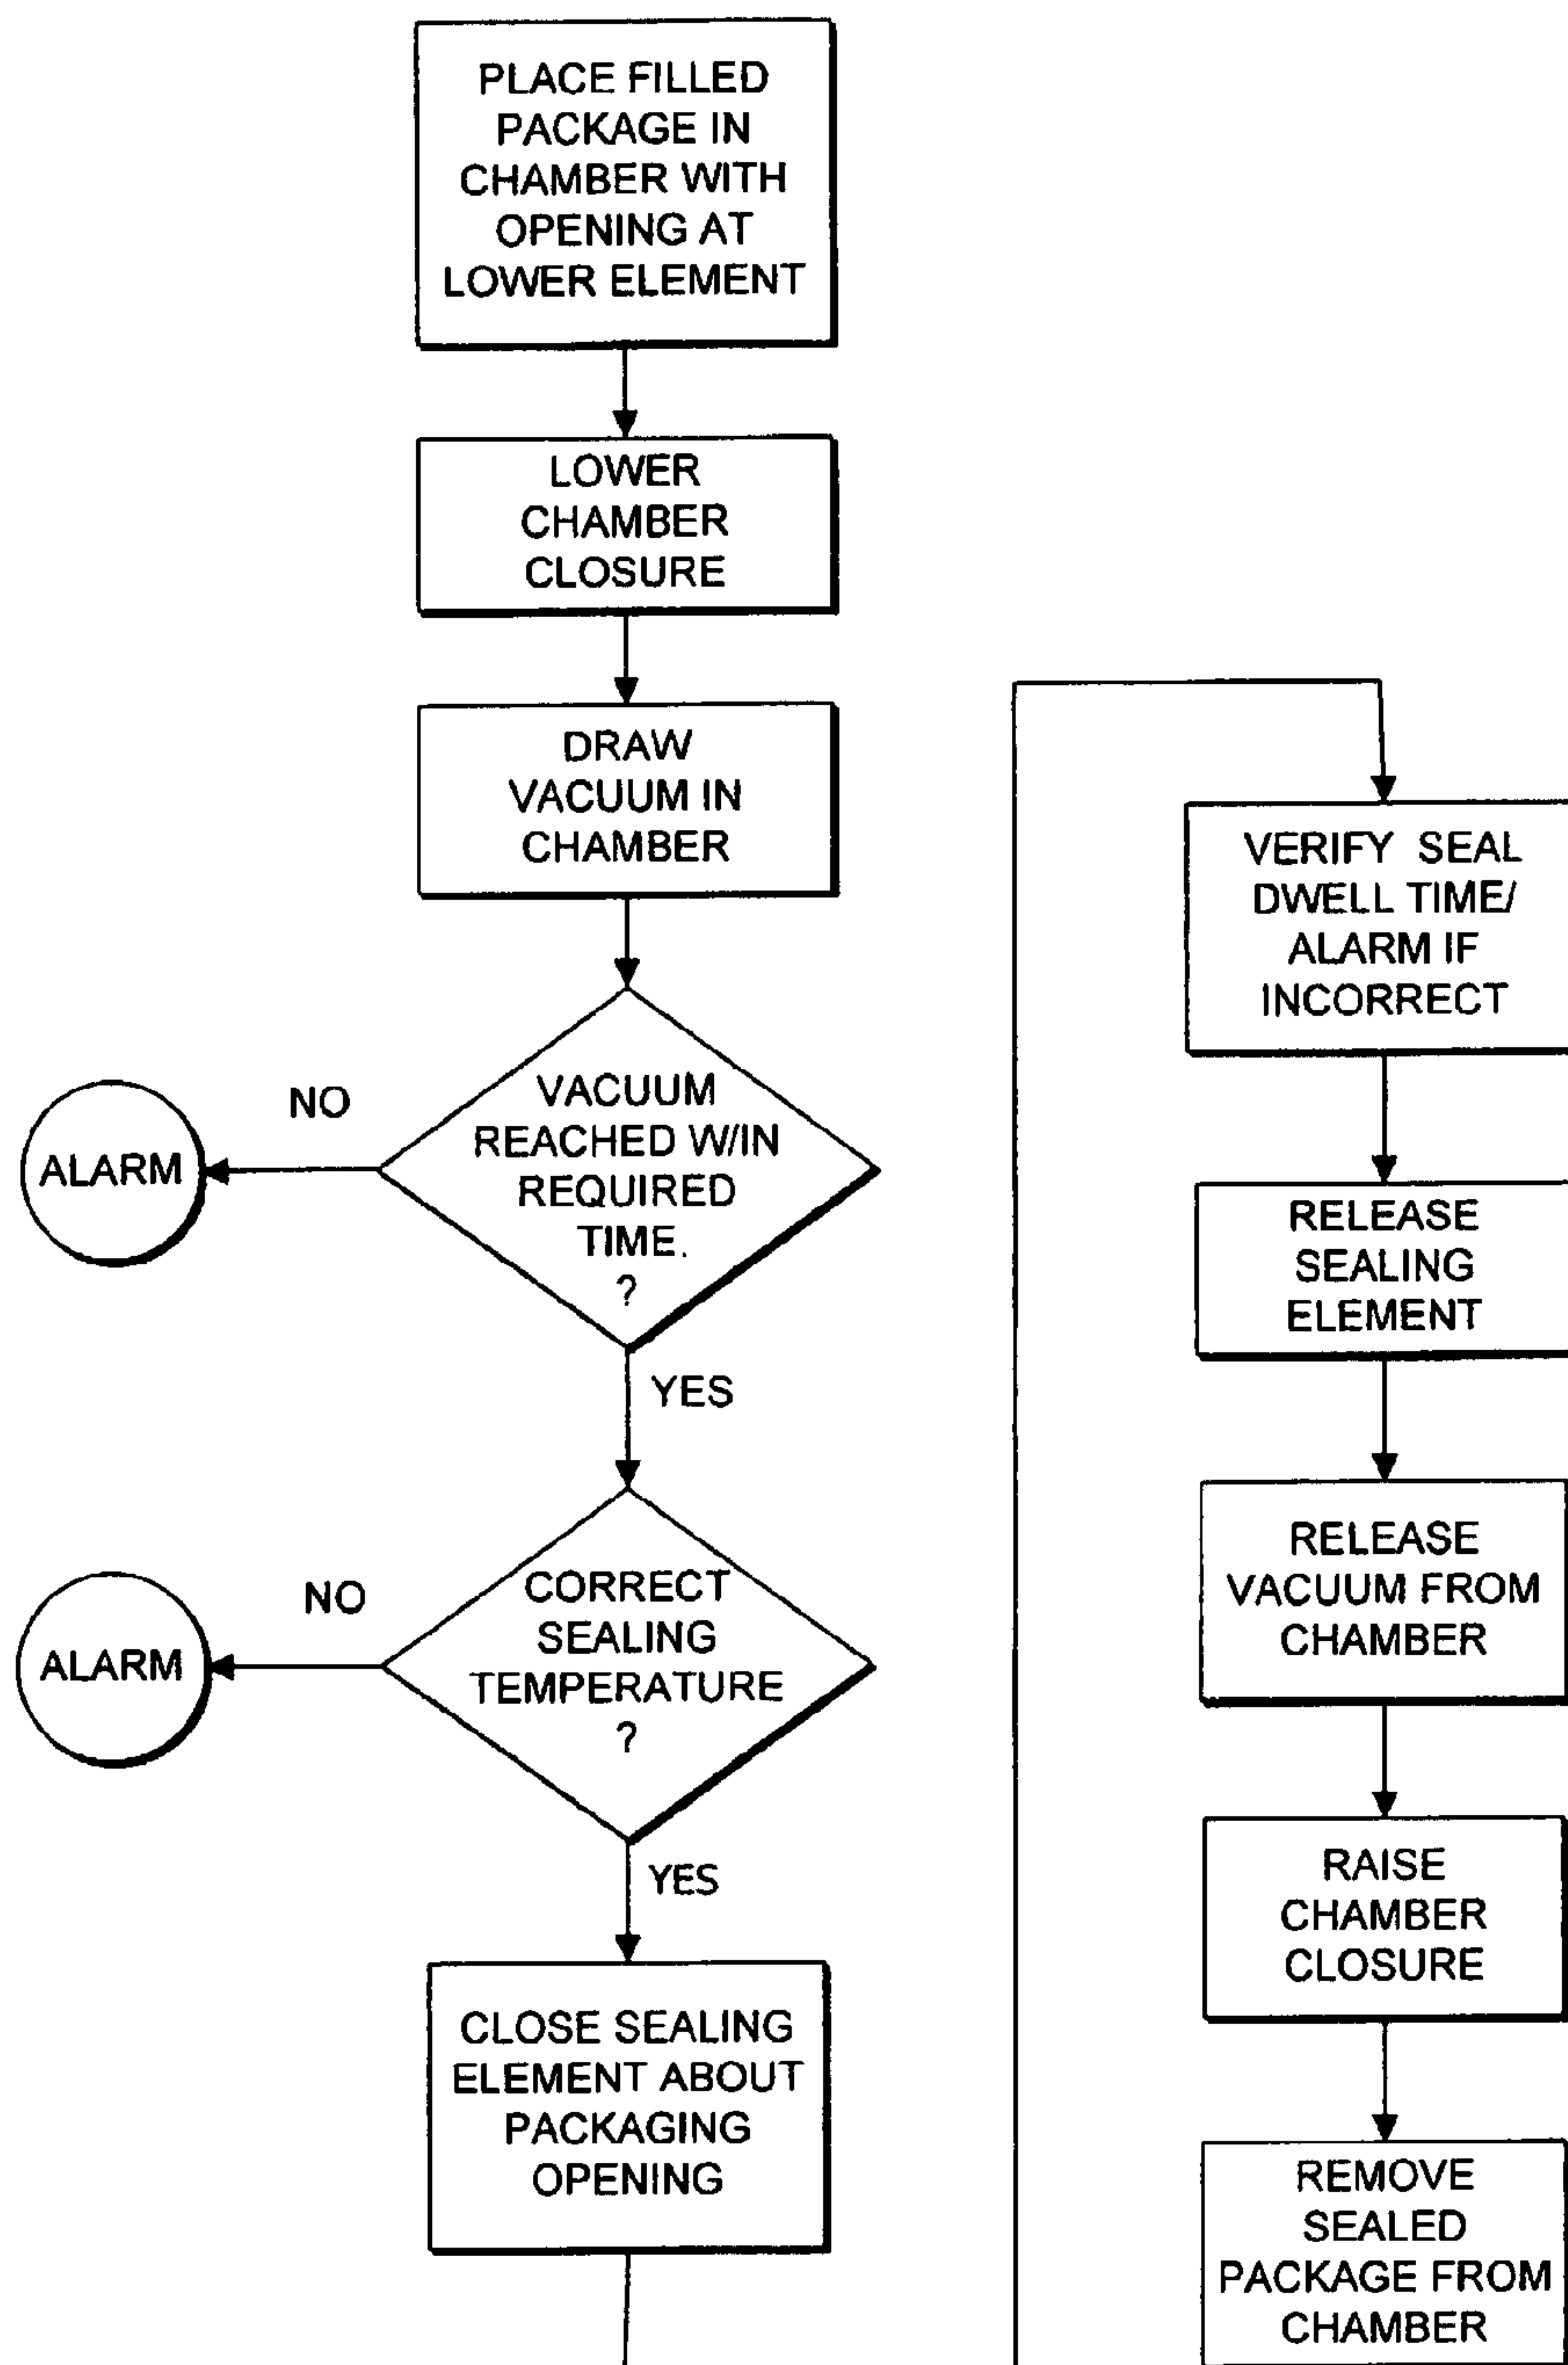 PLACE FILLED
PACKAGE IN
CHAMBER WITH
OPENING AT
LOWER ELEMENT
LOWER
CHAMBER
CLOSURE
DRAW
VACUUM IN
CHAMBER
VACUUM
REACHED W/IN
REQUIRED
TIME.
?
NO
ALARM
YES
CORRECT
SEALING
TEMPERATURE
?
NO
ALARM
YES
CLOSE SEALING
ELEMENT ABOUT
PACKAGING
OPENING
VERIFY SEAL
DWELL TIME/
ALARM IF
INCORRECT
RELEASE
SEALING
ELEMENT
RELEASE
VACUUM FROM
CHAMBER
RAISE
CHAMBER
CLOSURE
REMOVE
SEALED
PACKAGE FROM
CHAMBER